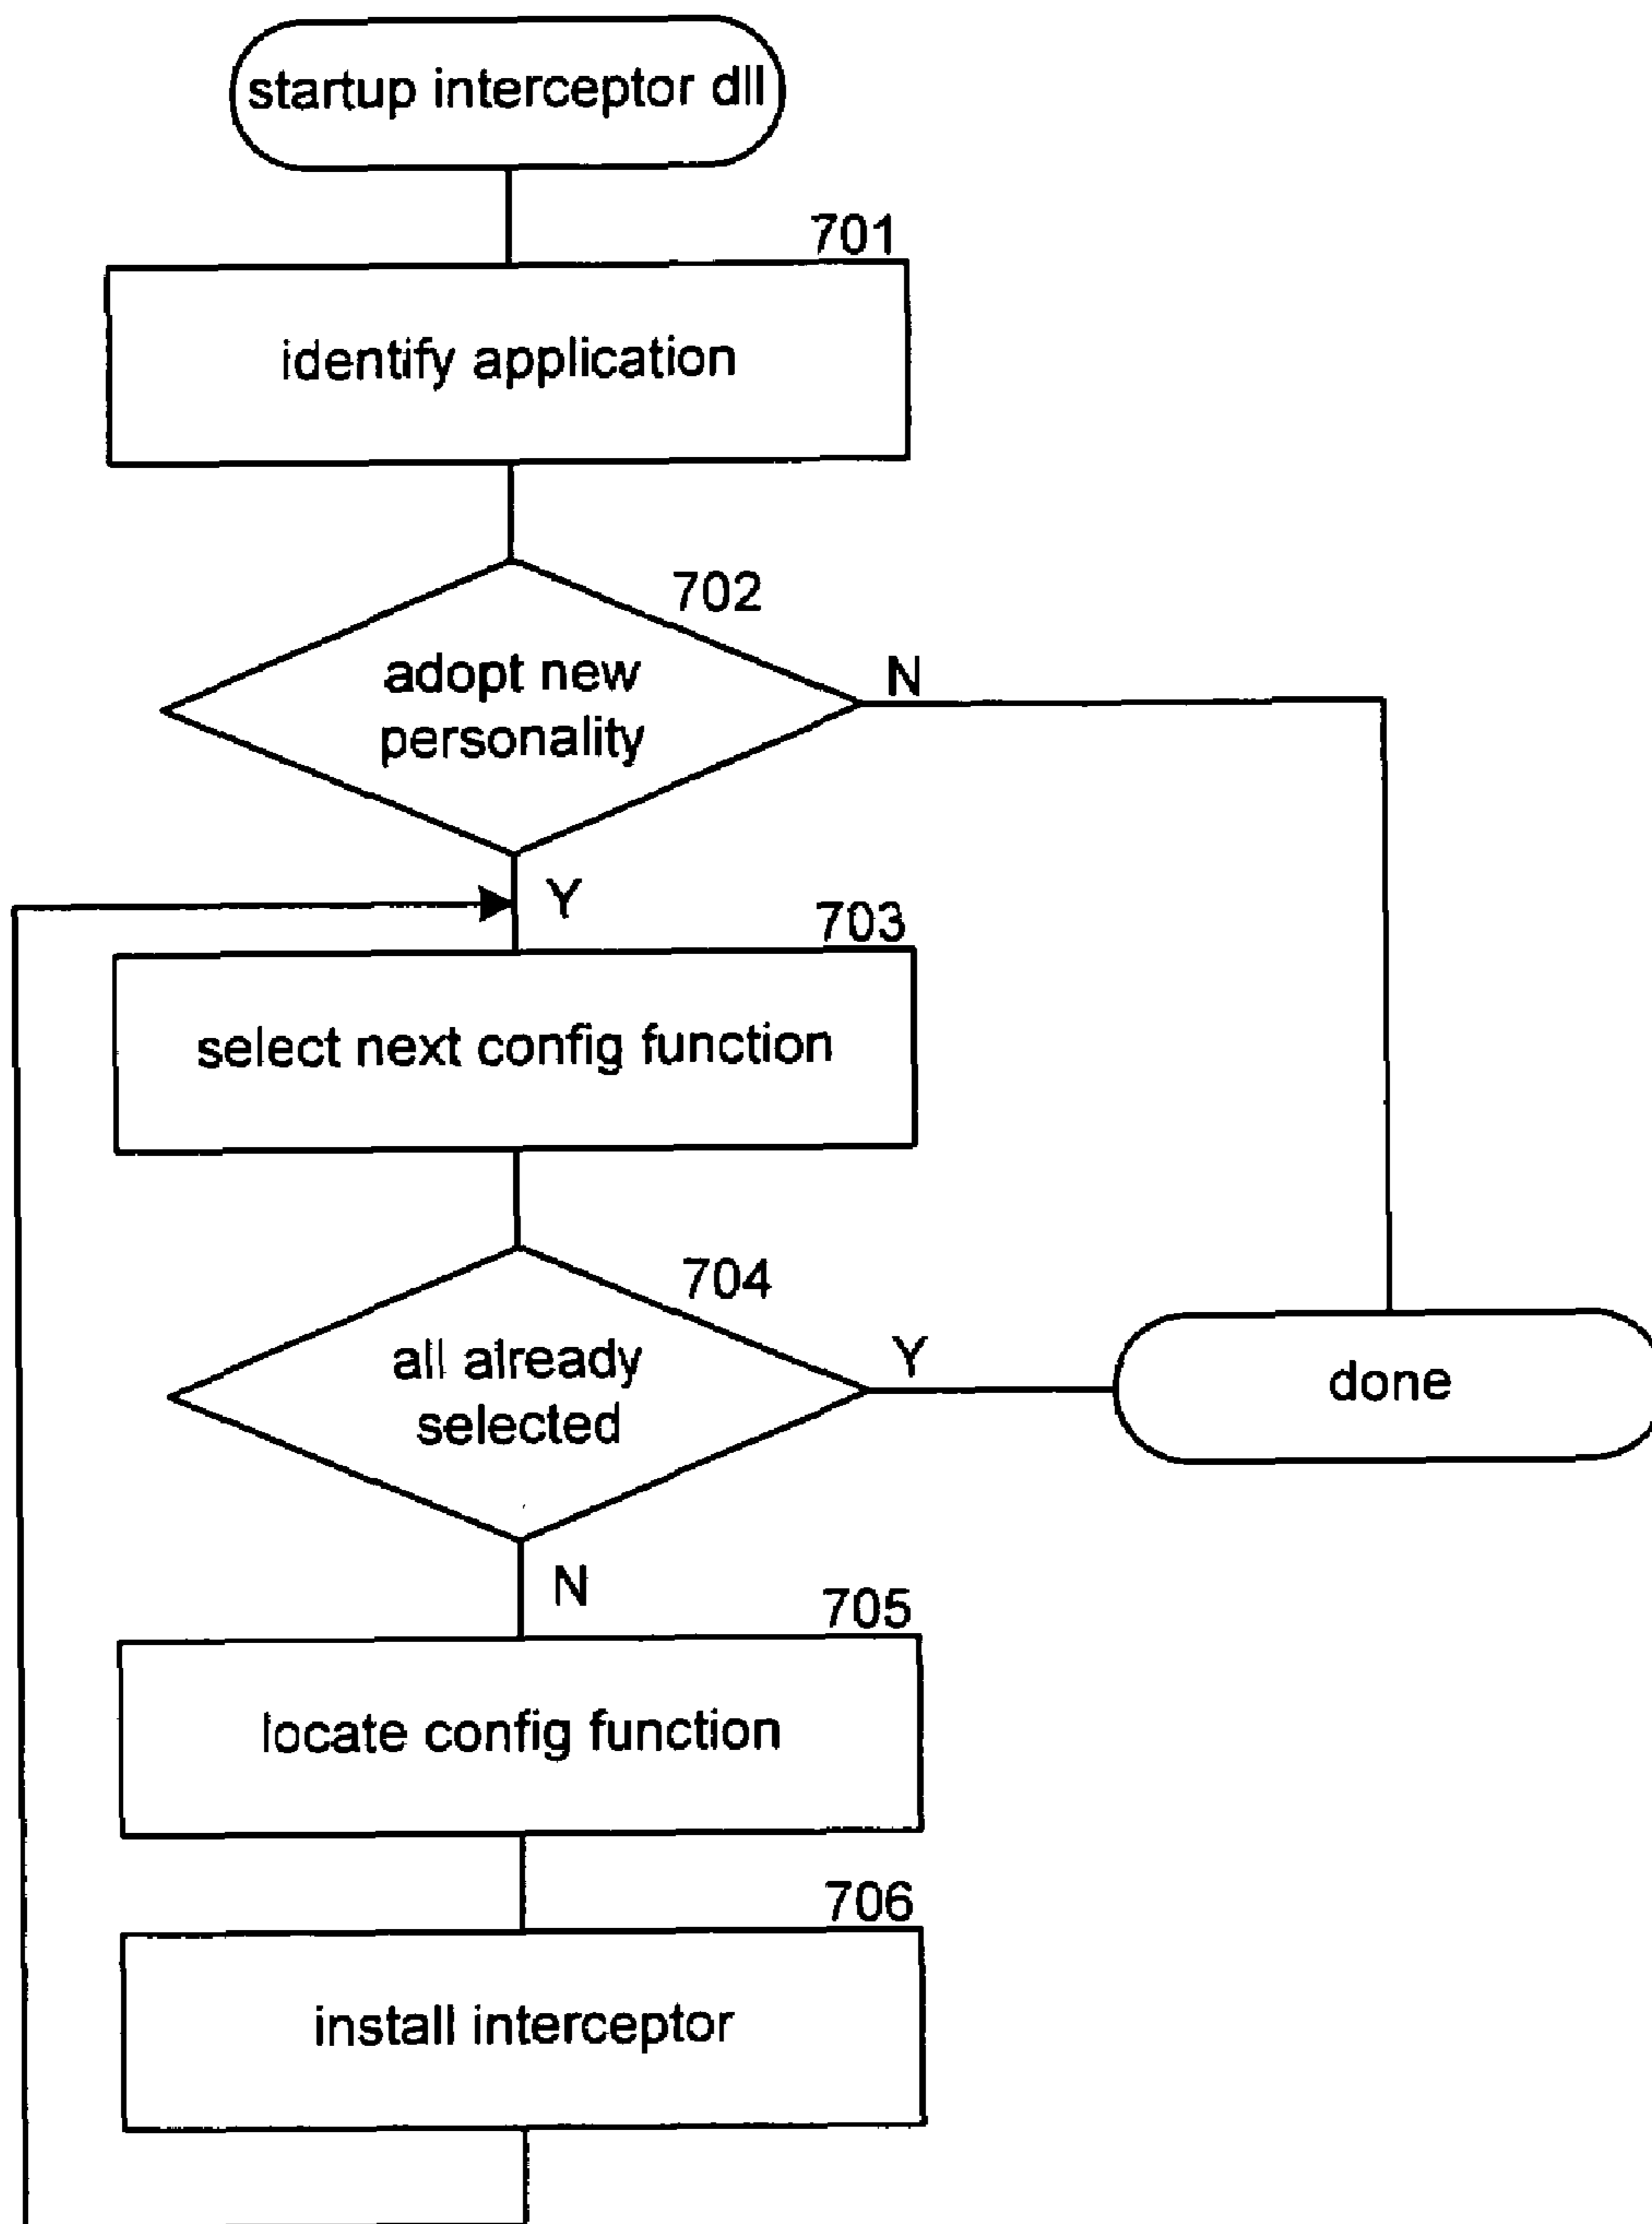 startup interceptor dll
701
identify application
702
adopt new
personality
N
Y
703
select next config function
704
all already
selected
Y
done
N
705
locate config function
706
install interceptor